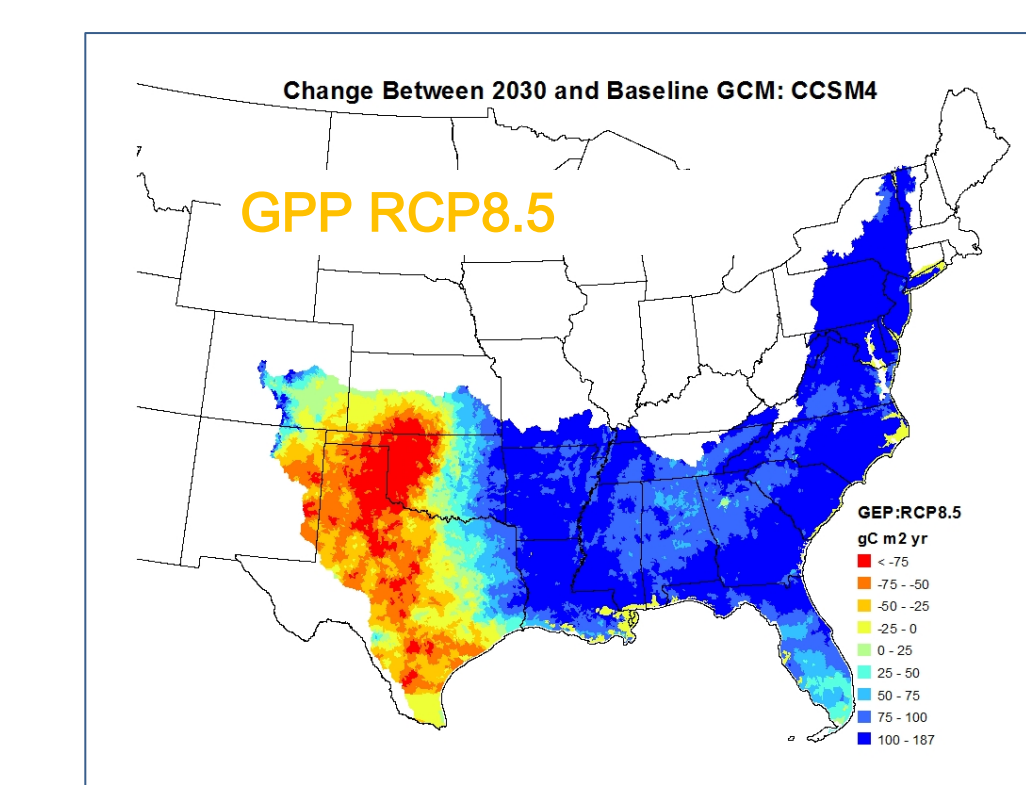 Change Between 2030 and Baseline GCM: CCSM4
7
GPP RCP8.5
GEP:RCP8.5
gC m2 yr
< -75
-75 - -50
-50 - -25
-25 - 0
0 - 25
25 - 50
50 - 75
75 - 100
100 - 187